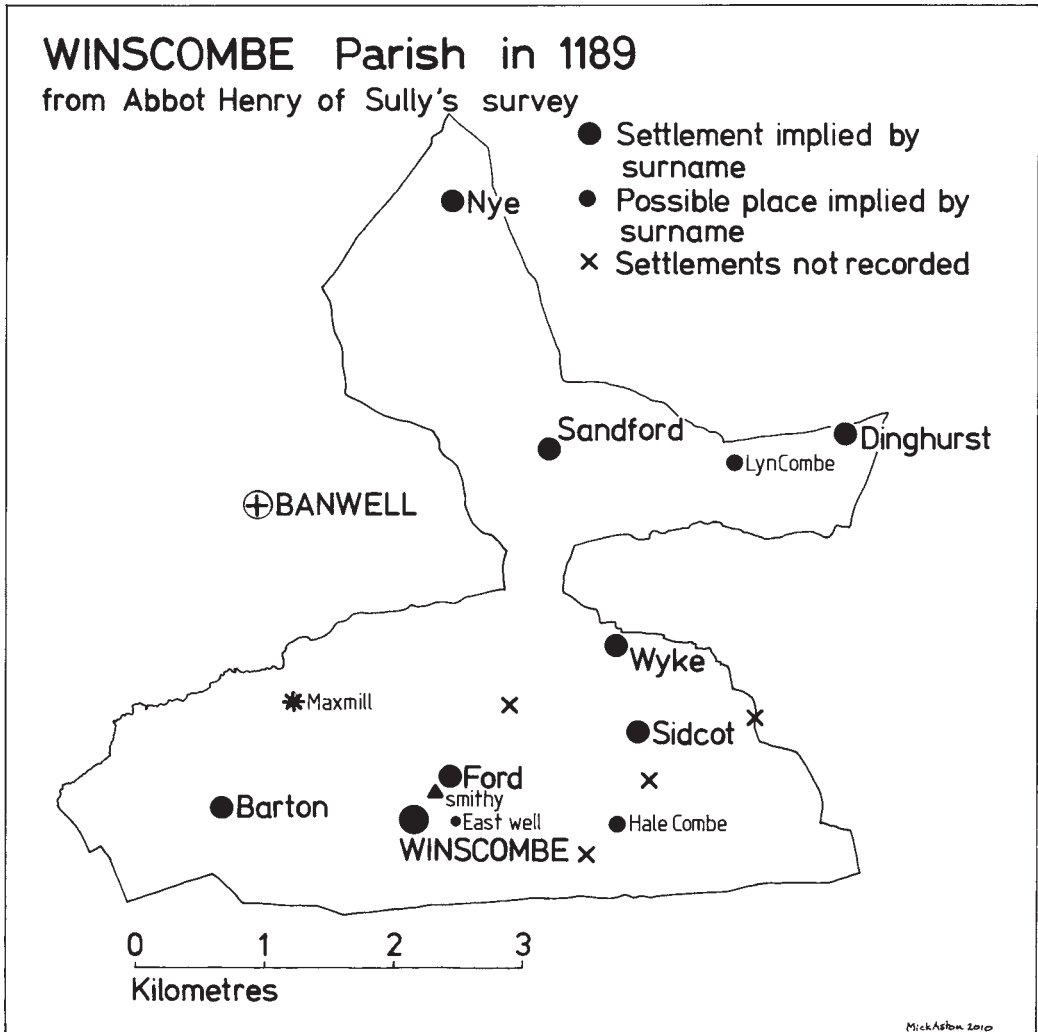 WINSCOMBE Parish in 1189
from Abbot Henry of Sully's survey
Settlement implied by
surname
Possible place implied by
surname
Settlements not recorded
Nye
Sandford
Dinghurst
LynCombe
BANWELL
Wyke
Maxmill
Sidcot
Ford
smithy
Barton
East well
Hale Combe
WINSCOMBE
0 1 2 3
Kilometres
Mick Aston 2010